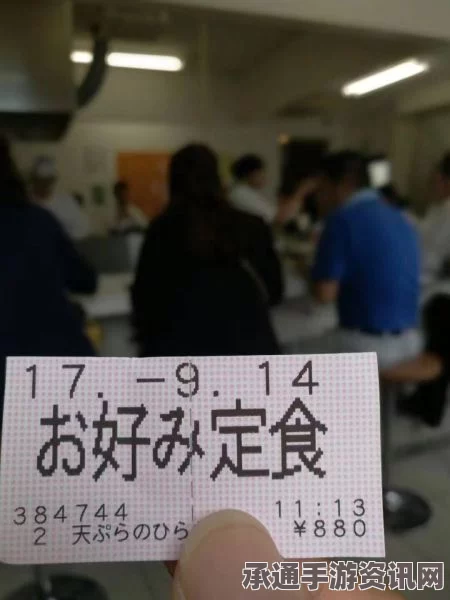 17.-9.14
お好み定食
384744 11:13
2 天ぷらのひら ¥880
承通手游资讯网